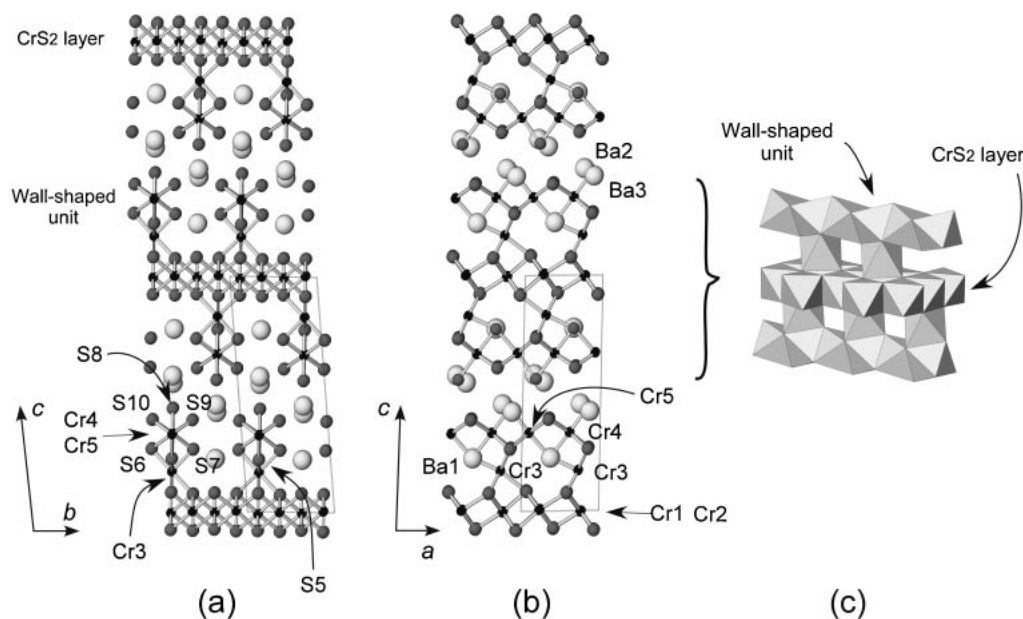 CrS2 layer
Wall-shaped
unit
S8
S10
S9
Cr4
Cr5
S6
S7
Cr3
S5
c
b
(a)
Ba2
Ba3
Cr5
Cr4
Ba1
Cr3
Cr3
Cr1 Cr2
c
a
(b)
Wall-shaped
unit
CrS2 layer
(c)